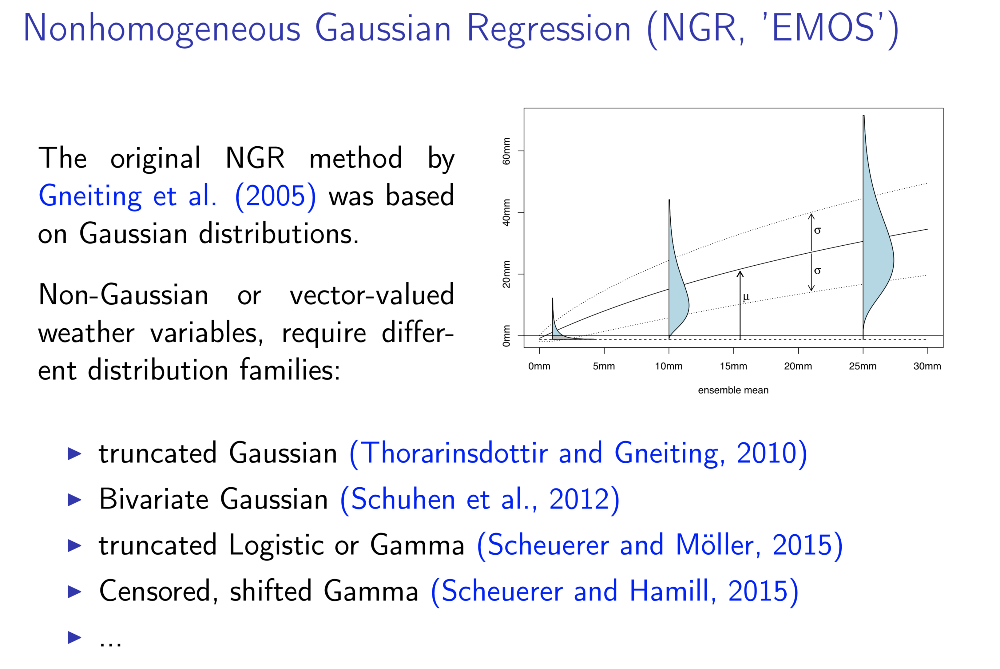 Nonhomogeneous Gaussian Regression (NGR, 'EMOS')
The original NGR method by
Gneiting et al. (2005) was based
on Gaussian distributions.
Non-Gaussian or vector-valued
weather variables, require differ-
ent distribution families:
60mm
40mm
20mm
0mm
σ
σ
μ
0mm 5mm 10mm 15mm 20mm 25mm 30mm
ensemble mean
▶ truncated Gaussian (Thorarinsdottir and Gneiting, 2010)
▶ Bivariate Gaussian (Schuhen et al., 2012)
▶ truncated Logistic or Gamma (Scheuerer and Möller, 2015)
▶ Censored, shifted Gamma (Scheuerer and Hamill, 2015)
▶ ...